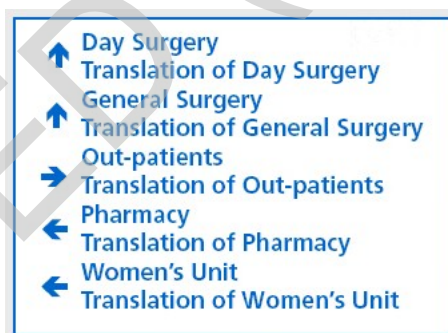 Day Surgery
Translation of Day Surgery
General Surgery
Translation of General Surgery
Out-patients
Translation of Out-patients
Pharmacy
Translation of Pharmacy
Women's Unit
Translation of Women's Unit